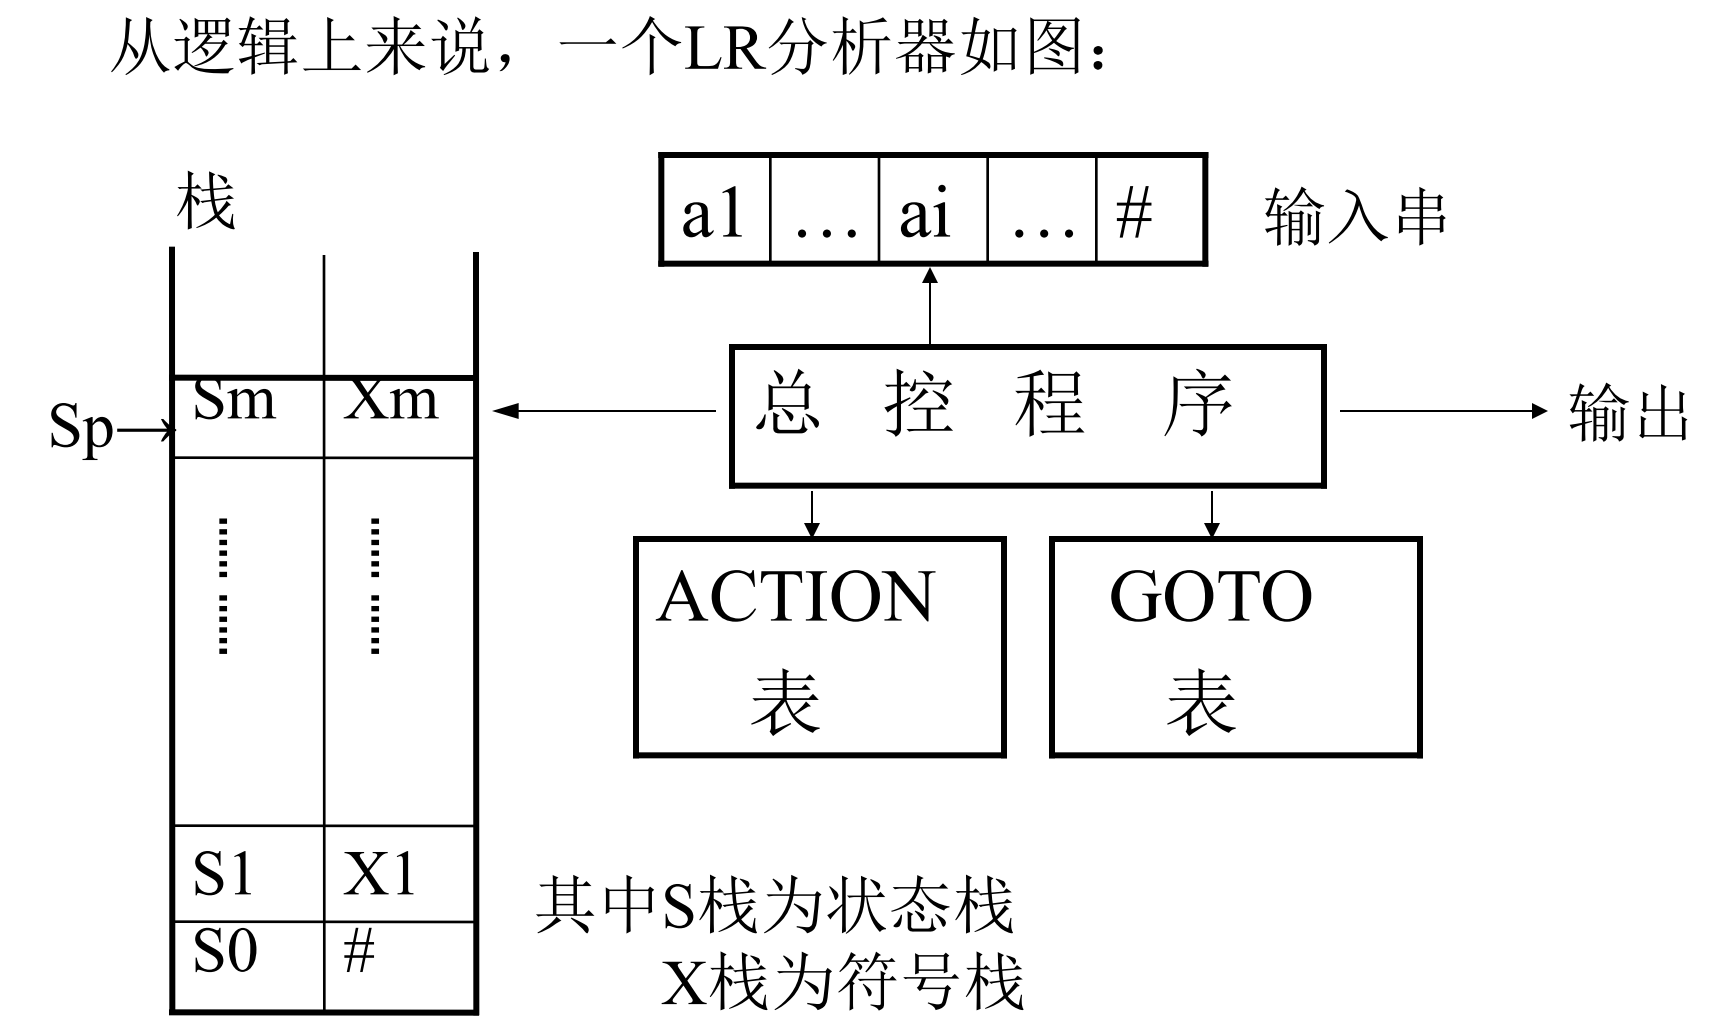 从逻辑上来说，一个LR分析器如图：
栈
a1 … ai … # 输入串
Sm Xm
Sp
总 控 程 序
输出
ACTION
表
GOTO
表
S1 X1
S0 #
其中S栈为状态栈
X栈为符号栈